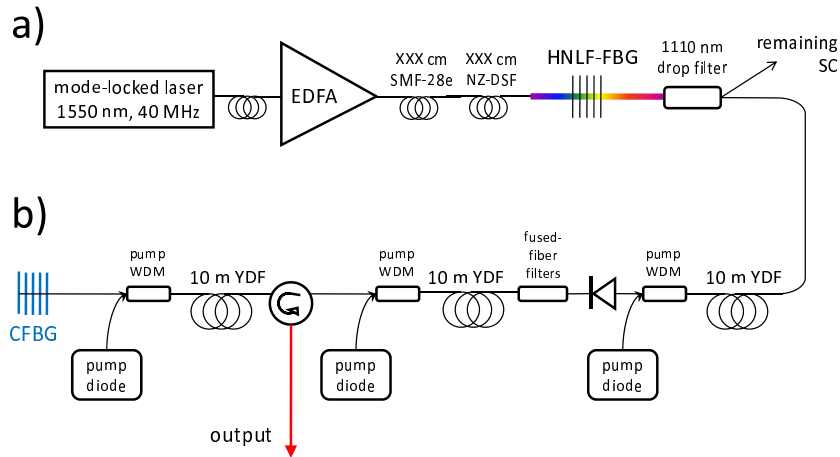 a)
mode-locked laser
1550 nm, 40 MHz
EDFA
XXX cm
SMF-28e
XXX cm
NZ-DSF
HNLF-FBG
1110 nm
drop filter
remaining
SC
b)
CFBG
pump
WDM
10 m YDF
pump
diode
output
pump
WDM
10 m YDF
pump
diode
fused-
fiber
filters
pump
WDM
10 m YDF
pump
diode